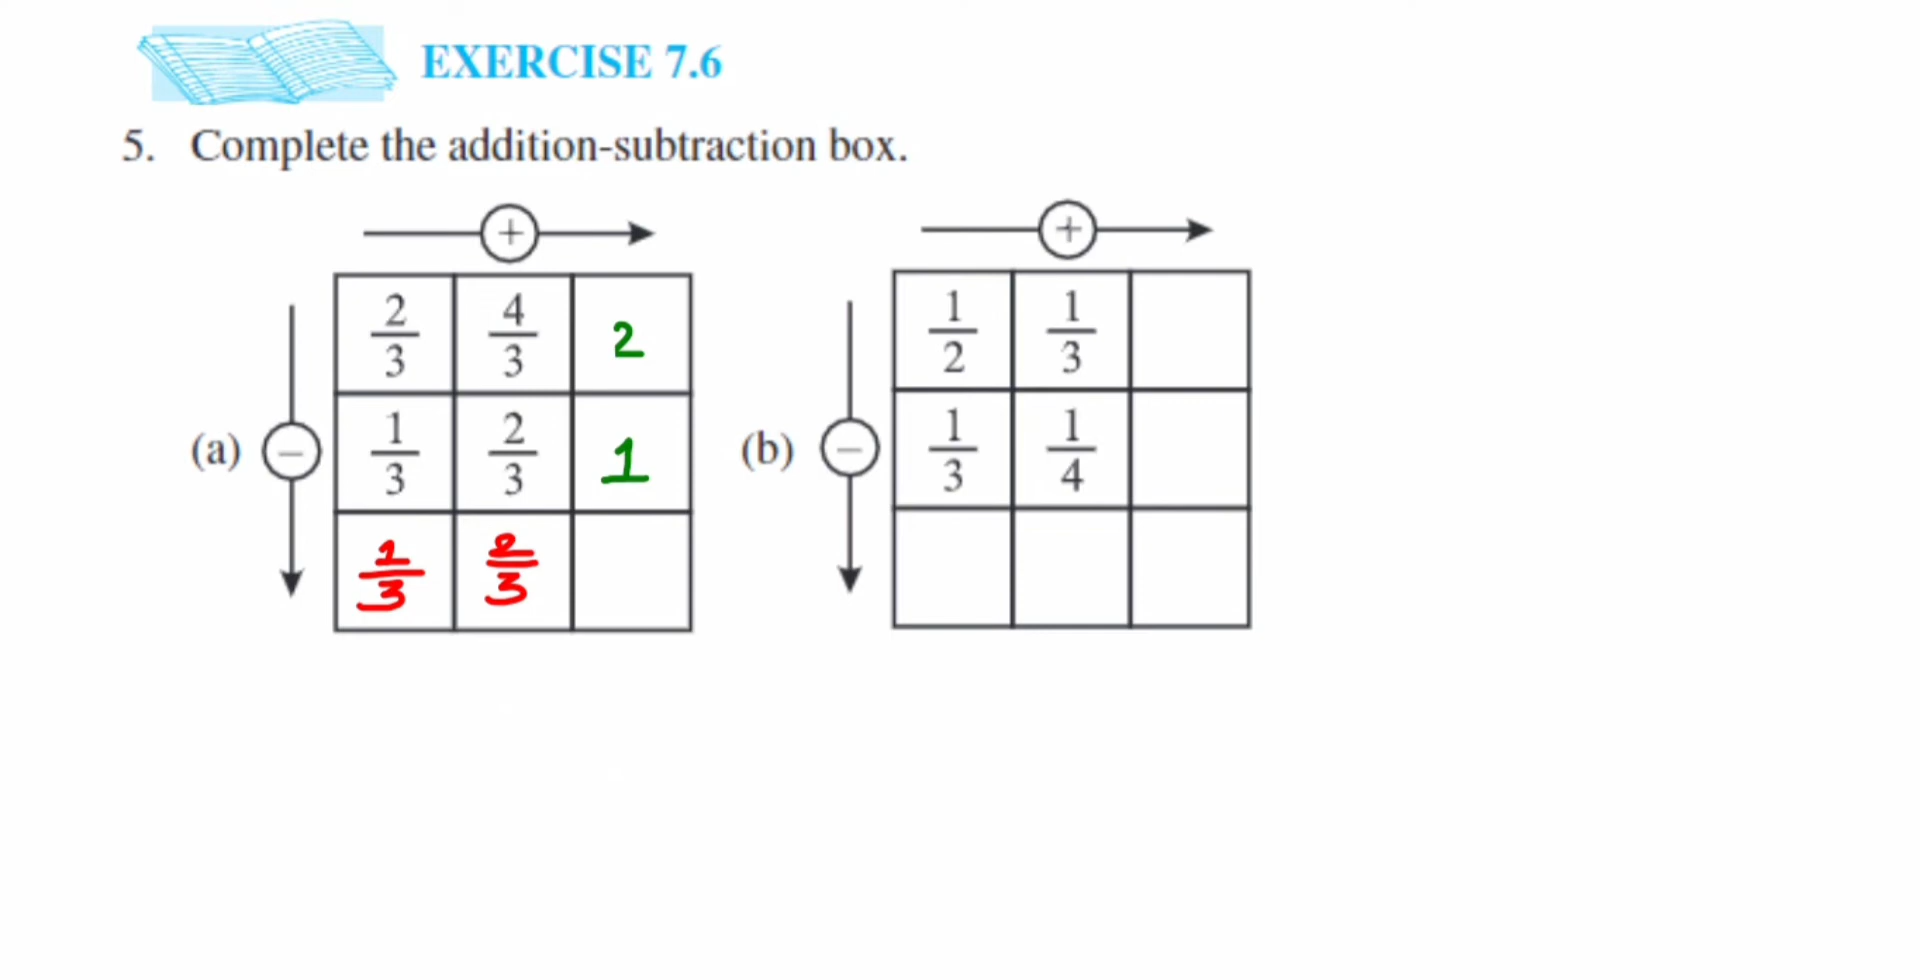 EXERCISE 7.6
5. Complete the addition-subtraction box.
(a)
+
−
2/3 4/3 2
1/3 2/3 1
1/3 2/3
(b)
+
−
1/2 1/3
1/3 1/4